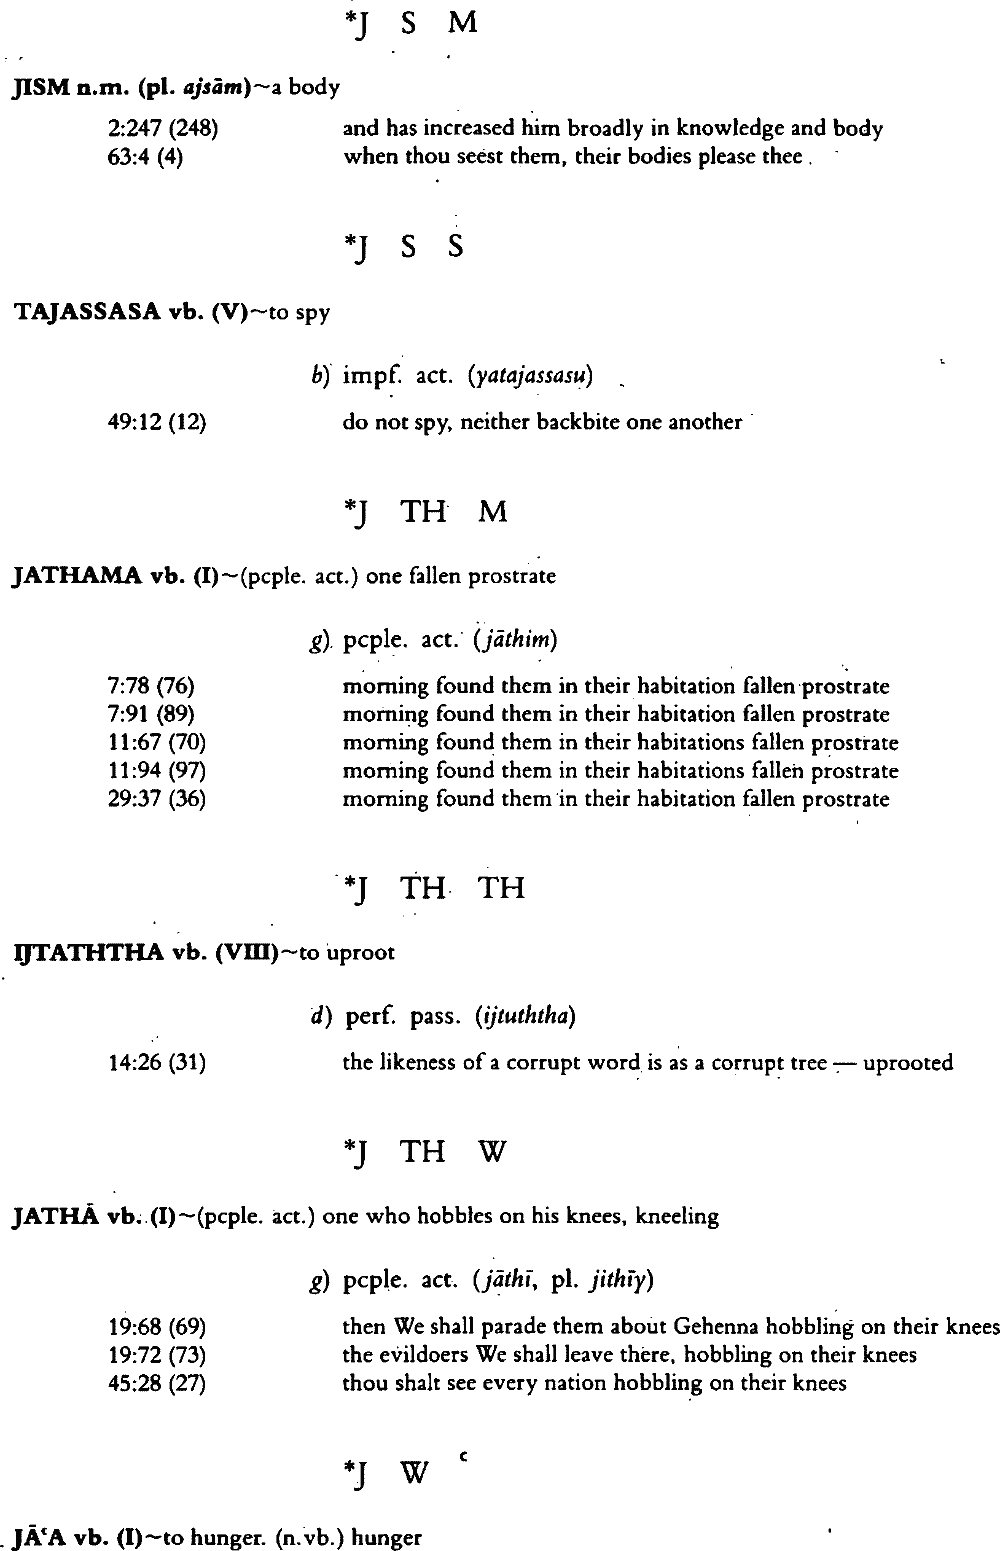 *J S M
JISM n.m. (pl. ajsām)~a body
2:247 (248) and has increased him broadly in knowledge and body
63:4 (4) when thou seest them, their bodies please thee
*J S S
TAJASSASA vb. (V)~to spy
b) impf. act. (yatajassasu)
49:12 (12) do not spy, neither backbite one another
*J TH M
JATHAMA vb. (I)~(pcple. act.) one fallen prostrate
g) pcple. act. (jāthim)
7:78 (76) morning found them in their habitation fallen prostrate
7:91 (89) morning found them in their habitation fallen prostrate
11:67 (70) morning found them in their habitations fallen prostrate
11:94 (97) morning found them in their habitations fallen prostrate
29:37 (36) morning found them in their habitation fallen prostrate
*J TH TH
IJTATHTHA vb. (VIII)~to uproot
d) perf. pass. (ijtuththa)
14:26 (31) the likeness of a corrupt word is as a corrupt tree — uprooted
*J TH W
JATHĀ vb. (I)~(pcple. act.) one who hobbles on his knees, kneeling
g) pcple. act. (jāthī, pl. jithīy)
19:68 (69) then We shall parade them about Gehenna hobbling on their knees
19:72 (73) the evildoers We shall leave there, hobbling on their knees
45:28 (27) thou shalt see every nation hobbling on their knees
*J W ʿ
JĀʿA vb. (I)~to hunger. (n.vb.) hunger